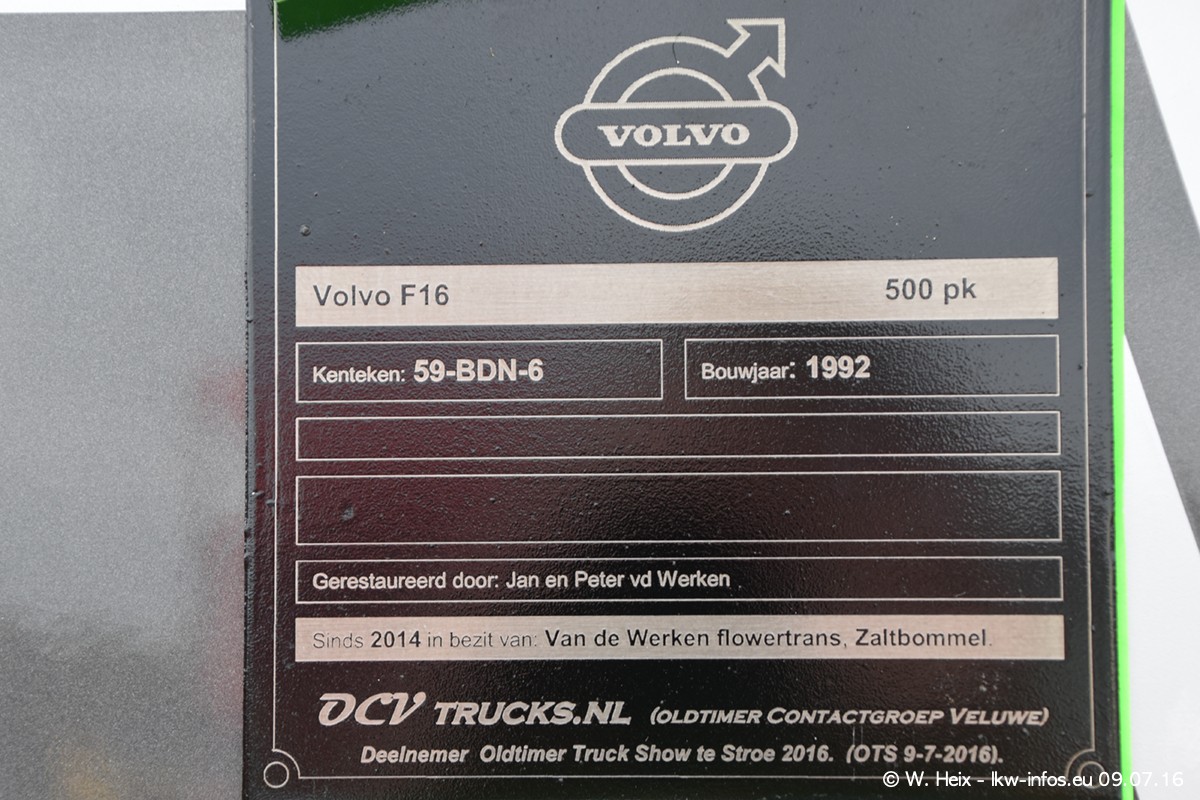 VOLVO
Volvo F16 500 pk
Kenteken: 59-BDN-6 Bouwjaar: 1992
Gerestaureerd door: Jan en Peter vd Werken
Sinds 2014 in bezit van: Van de Werken flowertrans, Zaltbommel.
OCV TRUCKS.NL (OLDTIMER CONTACTGROEP VELUWE)
Deelnemer Oldtimer Truck Show te Stroe 2016. (OTS 9-7-2016).
© W. Heix - lkw-infos.eu 09.07.16